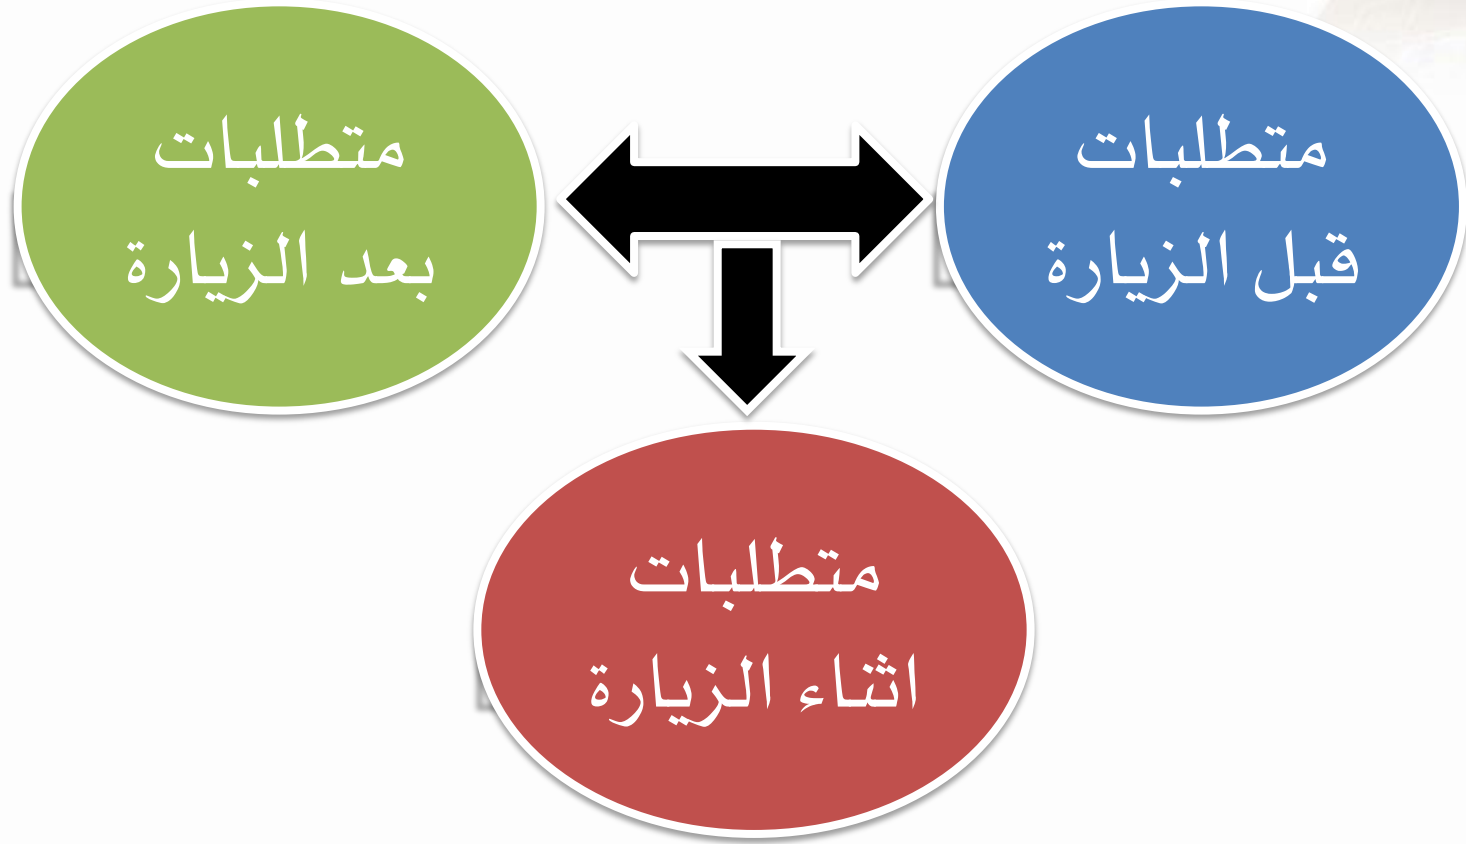 متطلبات
قبل الزيارة
متطلبات
بعد الزيارة
متطلبات
اثناء الزيارة